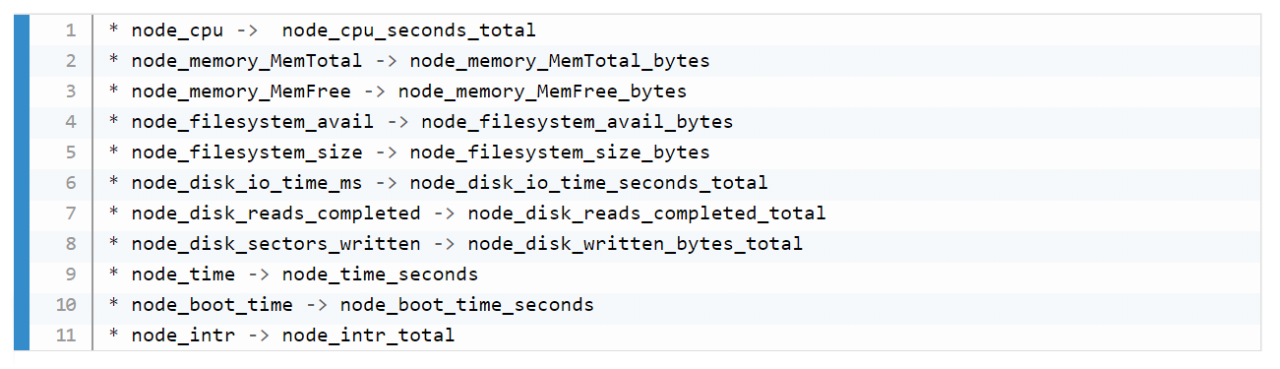 1 * node_cpu ->  node_cpu_seconds_total
2 * node_memory_MemTotal -> node_memory_MemTotal_bytes
3 * node_memory_MemFree -> node_memory_MemFree_bytes
4 * node_filesystem_avail -> node_filesystem_avail_bytes
5 * node_filesystem_size -> node_filesystem_size_bytes
6 * node_disk_io_time_ms -> node_disk_io_time_seconds_total
7 * node_disk_reads_completed -> node_disk_reads_completed_total
8 * node_disk_sectors_written -> node_disk_written_bytes_total
9 * node_time -> node_time_seconds
10 * node_boot_time -> node_boot_time_seconds
11 * node_intr -> node_intr_total